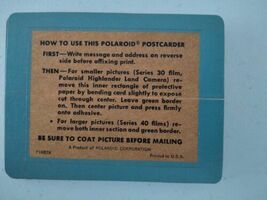 HOW TO USE THIS POLAROID® POSTCARDER
FIRST—Write message and address on reverse
side before affixing print.
THEN—• For smaller pictures (Series 30 film,
Polaroid Highlander Land Camera) re-
move this inner rectangle of protective
paper by bending card slightly to expose
cut through center. Leave green border
on. Then center picture and press firmly
onto adhesive.
• For larger pictures (Series 40 films) re-
move both inner section and green border.
BE SURE TO COAT PICTURE BEFORE MAILING
A Product of POLAROID CORPORATION
Printed in U.S.A.